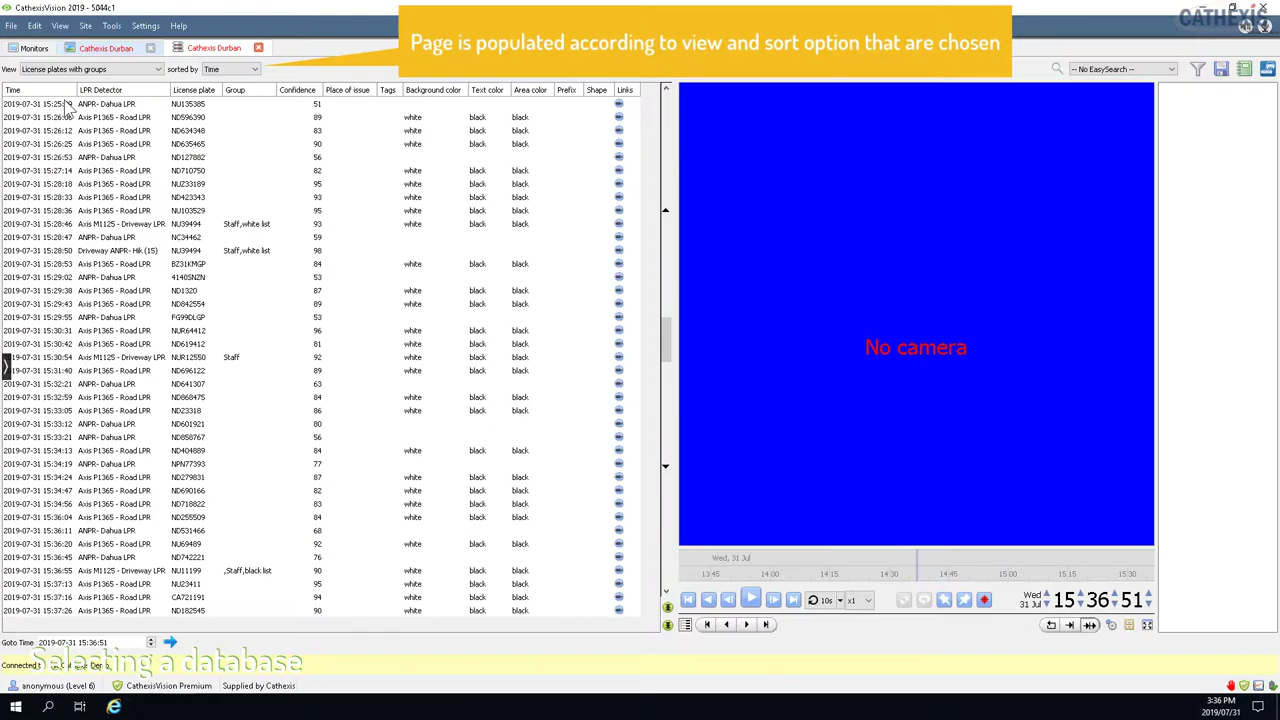 CathexisVision 2019 - 5044c1
File Edit View Site Tools Settings Help
CATHEXIS
Page is populated according to view and sort option that are chosen
Monitors Cathexis Durban Cathexis Durban
View License plates with groups sorted by Time -- No EasySearch --
Time LPR Detector License plate Group Confidence Place of issue Tags Background color Text color Area color Prefix Shape Links
2019-07-31 15:25: ANPR- Dahua LPR NU135385 51
2019-07-31 15:26: Axis P1365 - Road LPR ND596390 89 white black black
2019-07-31 15:26:12 Axis P1365 - Road LPR ND634348 83 white black black
2019-07-31 15:26:25 Axis P1365 - Road LPR ND635465 90 white black black
2019-07-31 15:26:53 ANPR- Dahua LPR ND127882 56
2019-07-31 15:27:14 Axis P1365 - Road LPR ND710750 82 white black black
2019-07-31 15:28:18 Axis P1365 - Road LPR NUZ33189 95 white black black
2019-07-31 15:28:33 Axis P1365 - Road LPR ND423343 93 white black black
2019-07-31 15:28:36 Axis P1365 - Road LPR NU103529 95 white black black
2019-07-31 15:28:46 Axis M1125 - Driveway LPR NU39494 Staff,white list 93 white black black
2019-07-31 15:28:47 ANPR- Dahua LPR NC34462 59
2019-07-31 15:28:50 Driveway ANPR- Hik (15) NU39494 Staff,white list 98
2019-07-31 15:28:53 Axis P1365 - Road LPR BZ31KMGP 84 white black black
2019-07-31 15:29:02 ANPR- Dahua LPR 4140SNZN 53
2019-07-31 15:29:38 Axis P1365 - Road LPR ND1320 87 white black black
2019-07-31 15:29:43 Axis P1365 - Road LPR ND842554 89 white black black
2019-07-31 15:29:55 ANPR- Dahua LPR FG99DLGP 53
2019-07-31 15:30:31 Axis P1365 - Road LPR NUR64412 96 white black black
2019-07-31 15:30:42 Axis P1365 - Road LPR ND619412 81 white black black
15:30:54 Axis M1125 - Driveway LPR NUR12550 Staff 92 white black black
15:31:40 Axis P1365 - Road LPR ND696122 89 white black black
2019-07-31 15:32:21 ANPR- Dahua LPR ND641307 63
2019-07-31 15:32:59 Axis P1365 - Road LPR ND868475 84 white black black
2019-07-31 15:33:05 Axis P1365 - Road LPR ND23318 86 white black black
2019-07-31 15:33:12 ANPR- Dahua LPR ND601921 80
2019-07-31 15:33:21 ANPR- Dahua LPR ND858767 56
2019-07-31 15:34:13 Axis P1365 - Road LPR ND404889 84 white black black
2019-07-31 15:34:19 ANPR- Dahua LPR NPN77393 77
2019-07-31 15:34:24 Axis P1365 - Road LPR ND279831 87 white black black
2019-07-31 15:34:47 Axis P1365 - Road LPR ND690166 82 white black black
2019-07-31 15:34:56 Axis P1365 - Road LPR ND718822 83 white black black
2019-07-31 15:36:04 Axis P1365 - Road LPR ND255509 84 white black black
2019-07-31 15:36:11 ANPR- Dahua LPR ND531466 68
2019-07-31 15:36:20 Axis P1365 - Road LPR NU69489 92 white black black
2019-07-31 15:36:45 ANPR- Dahua LPR ND742221 76
2019-07-31 15:36:55 Axis M1125 - Driveway LPR NU11199 ,Staff,black list 90 white black black
2019-07-31 15:37:13 Axis P1365 - Road LPR NU23411 95 white black black
2019-07-31 15:37:16 Axis P1365 - Road LPR CA721191 94 white black black
2019-07-31 15:37:26 Axis P1365 - Road LPR ND182545 90 white black black
No camera
Wed, 31 Jul
13:45 14:00 14:15 14:30 14:45 15:00 15:15 15:30
10s x1 Wed 31 Jul 15 36 51
Goto Time 2019-07-31 15:36:51
Selecting a database
Connected
anonymous (Level 6) CathexisVision Premium Supplied by Cathexis
3:36 PM
2019/07/31